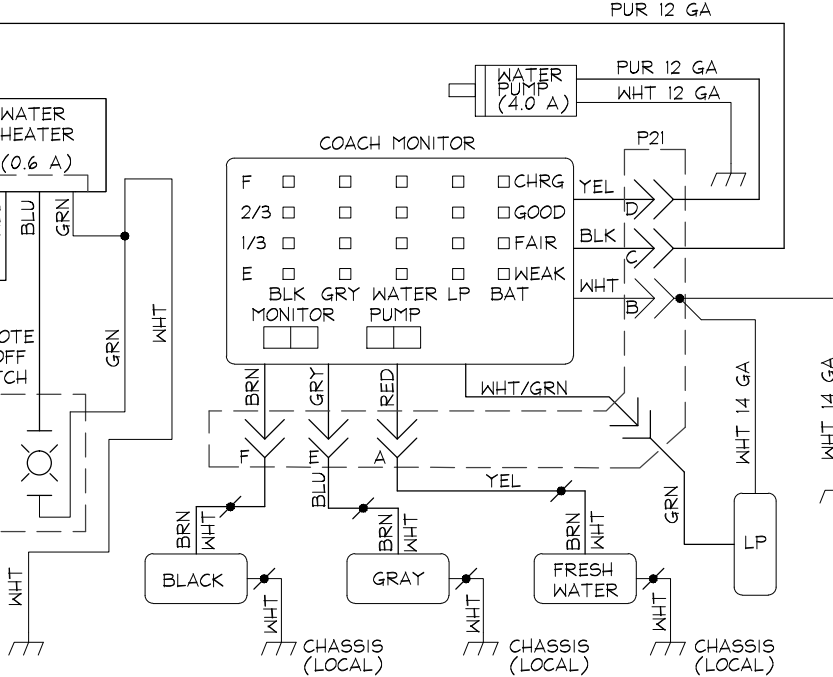 PUR 12 GA
WATER
PUMP
(4.0 A)
PUR 12 GA
WHT 12 GA
WATER
HEATER
(0.6 A)
COACH MONITOR
P21
F
CHRG
YEL
D
2/3
GOOD
1/3
FAIR
BLK
C
E
WEAK
WHT
B
BLK
GRY
WATER
LP
BAT
MONITOR
PUMP
BLU
GRN
GRN
WHT
OTE
OFF
TCH
BRN
GRY
RED
WHT/GRN
WHT 14 GA
WHT 14 GA
F
E
A
BLU
YEL
GRN
BRN
WHT
BRN
WHT
BRN
WHT
LP
BLACK
GRAY
FRESH
WATER
WHT
WHT
WHT
WHT
CHASSIS
(LOCAL)
CHASSIS
(LOCAL)
CHASSIS
(LOCAL)